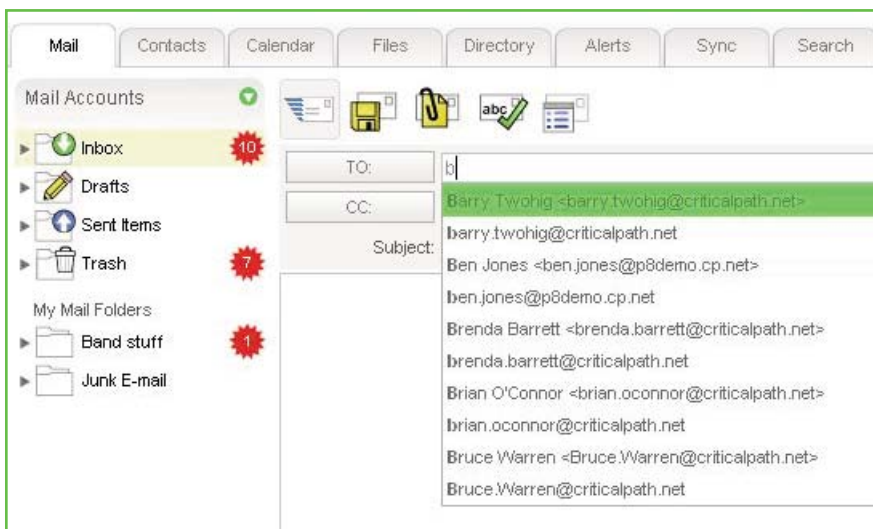 Mail Contacts Calendar Files Directory Alerts Sync Search
Mail Accounts
Inbox 10
Drafts
Sent Items
Trash 7
My Mail Folders
Band stuff 1
Junk E-mail
abc
TO: b
CC:
Subject:
Barry Twohig <barry.twohig@criticalpath.net>
barry.twohig@criticalpath.net
Ben Jones <ben.jones@p8demo.cp.net>
ben.jones@p8demo.cp.net
Brenda Barrett <brenda.barrett@criticalpath.net>
brenda.barrett@criticalpath.net
Brian O'Connor <brian.oconnor@criticalpath.net>
brian.oconnor@criticalpath.net
Bruce Warren <Bruce.Warren@criticalpath.net>
Bruce.Warren@criticalpath.net